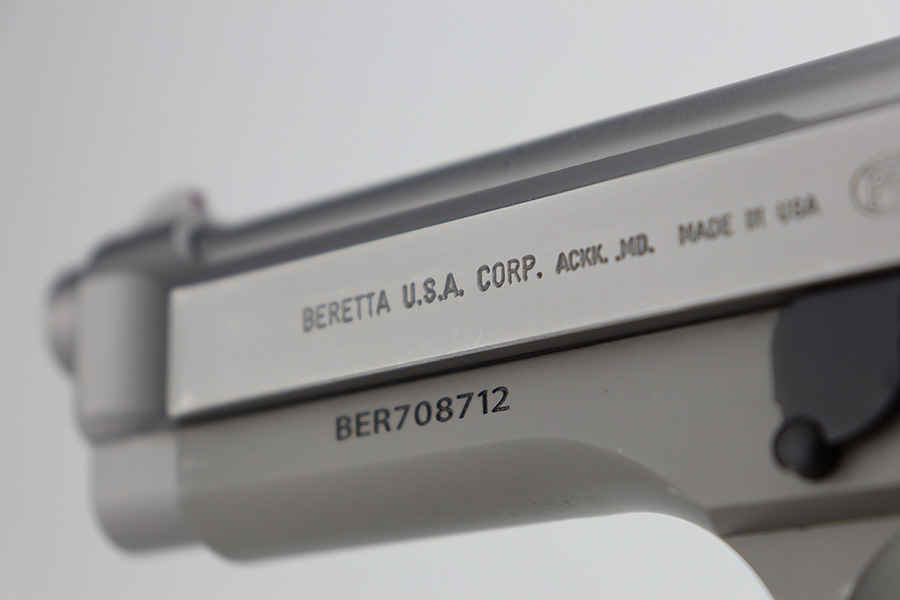 BERETTA U.S.A. CORP. ACKK. .MD. MADE IN USA
BER708712